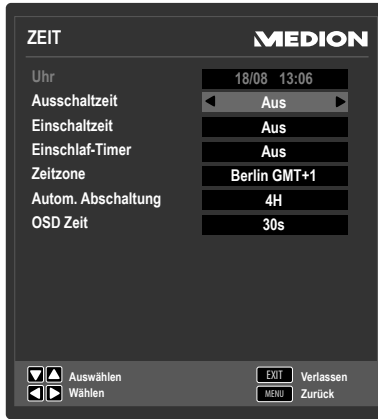 ZEIT MEDION
Uhr 18/08 13:06
Ausschaltzeit Aus
Einschaltzeit Aus
Einschlaf-Timer Aus
Zeitzone Berlin GMT+1
Autom. Abschaltung 4H
OSD Zeit 30s
Auswählen EXIT Verlassen
Wählen MENU Zurück